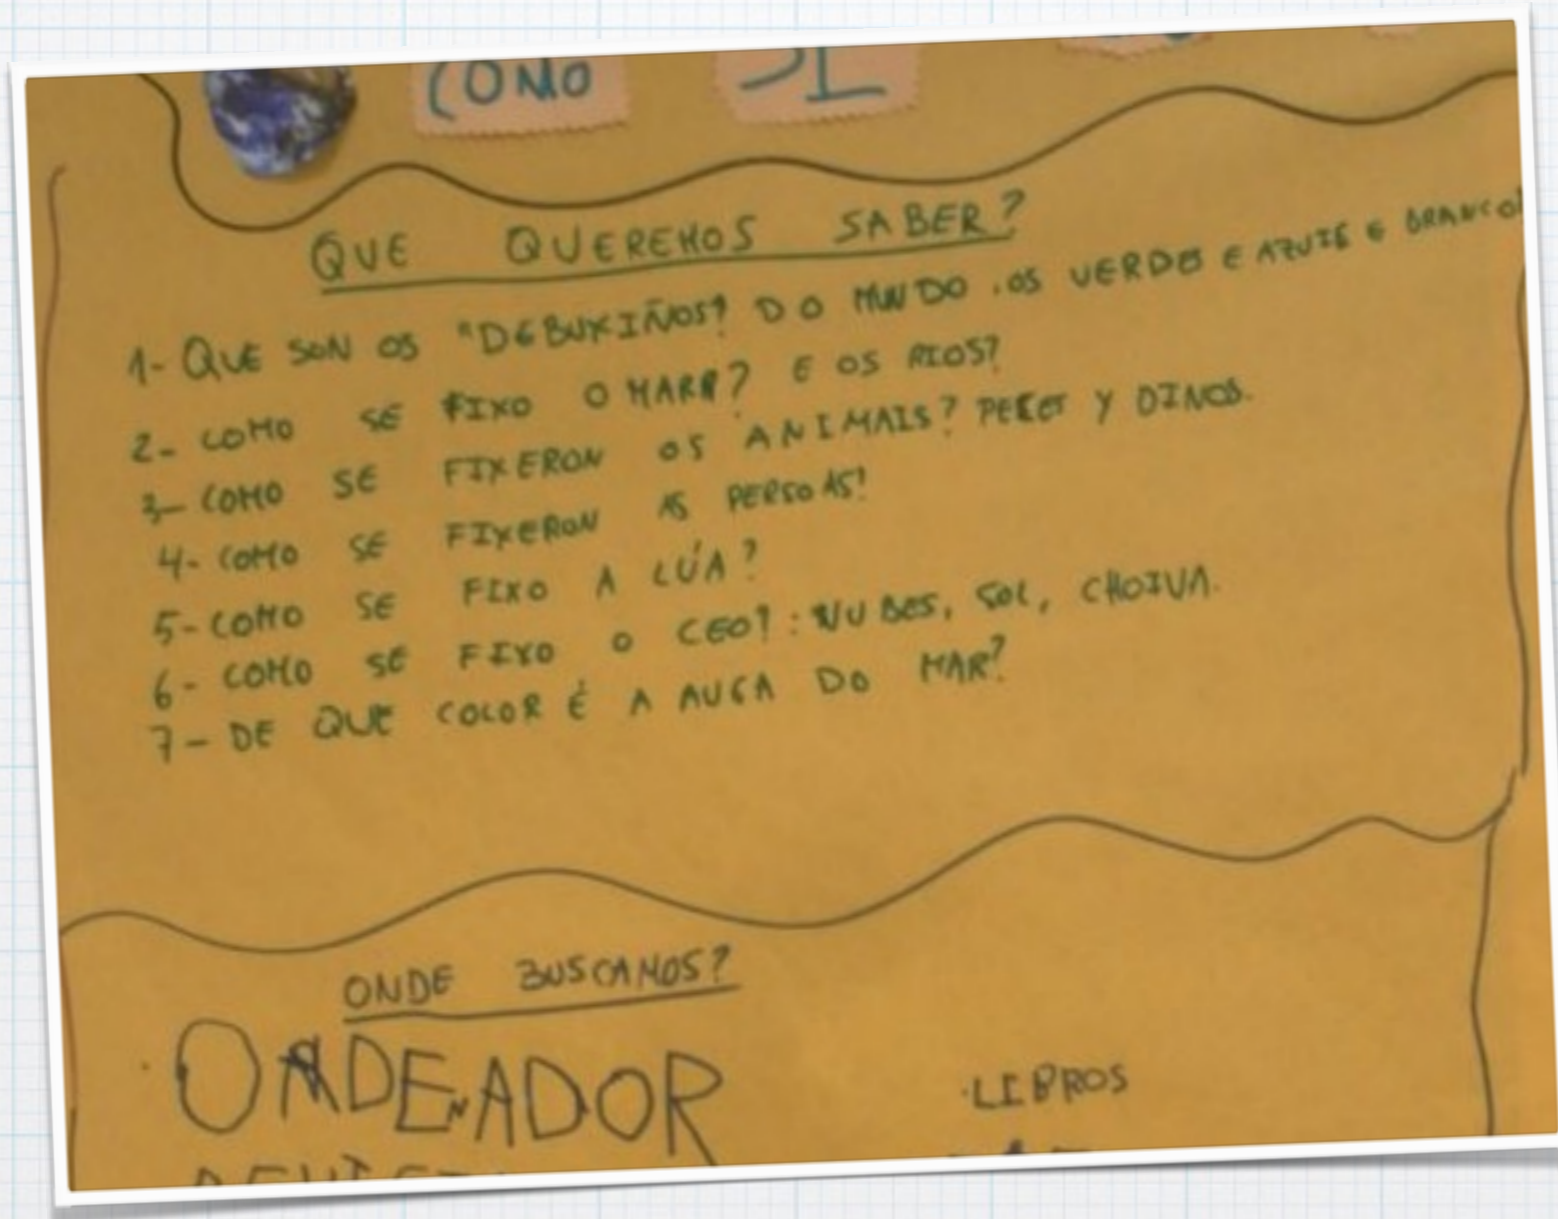 COMO
QUE QUEREMOS SABER?
1- QUE SON OS "DEBUXIÑOS? DO MUNDO. OS VERDES E AZUIS E BRANCOS
2- COMO SE FIXO O MAR? E OS RIOS?
3- COMO SE FIXERON OS ANIMAIS? PECES Y DINOS.
4- COMO SE FIXERON AS PERSOAS?
5- COMO SE FIXO A LÚA?
6- COMO SE FIXO O CEO?: NUBES, SOL, CHOIVA.
7- DE QUE COLOR É A AUGA DO MAR?
ONDE BUSCAMOS?
· ORDENADOR
· LIBROS